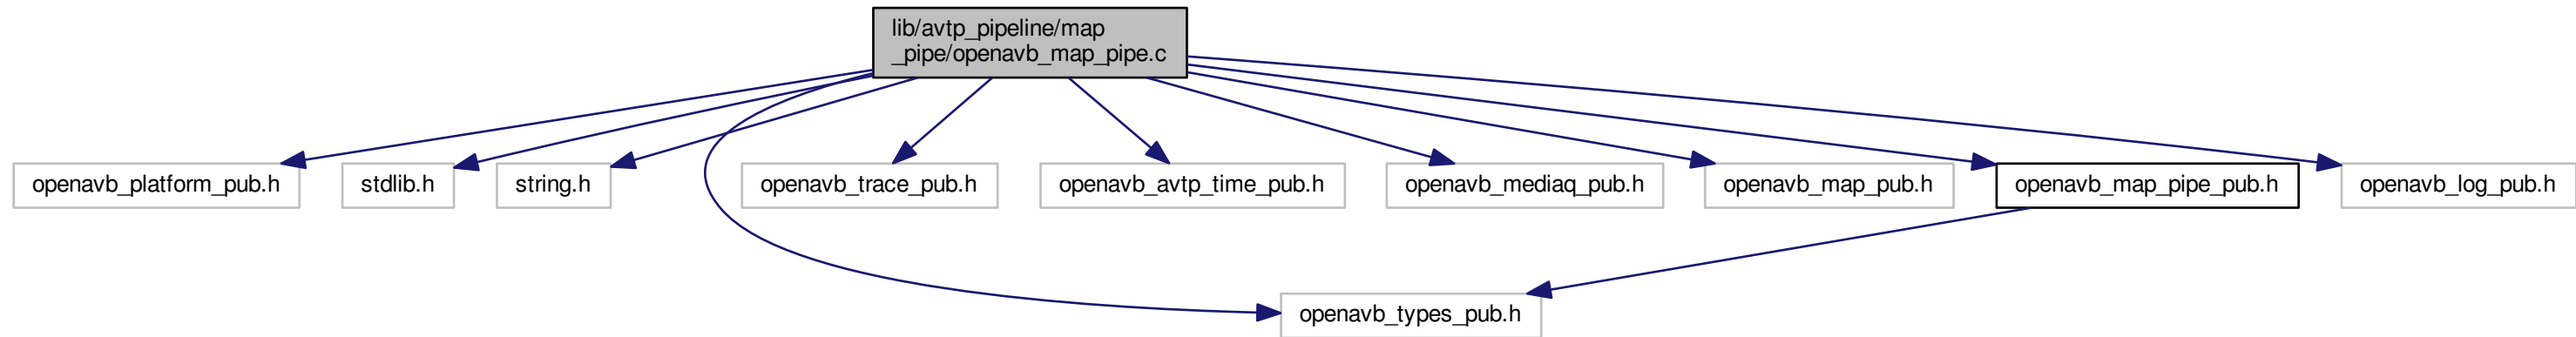 lib/avtp_pipeline/map
_pipe/openavb_map_pipe.c
openavb_platform_pub.h
stdlib.h
string.h
openavb_trace_pub.h
openavb_avtp_time_pub.h
openavb_mediaq_pub.h
openavb_map_pub.h
openavb_map_pipe_pub.h
openavb_log_pub.h
openavb_types_pub.h